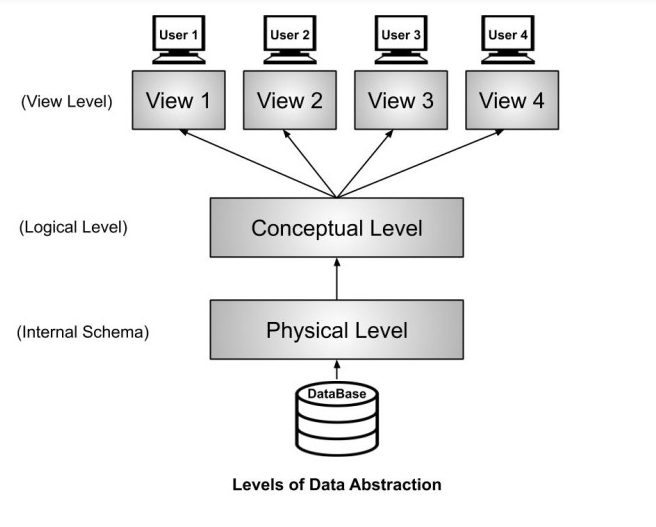 User 1
User 2
User 3
User 4
(View Level)
View 1
View 2
View 3
View 4
(Logical Level)
Conceptual Level
(Internal Schema)
Physical Level
DataBase
Levels of Data Abstraction